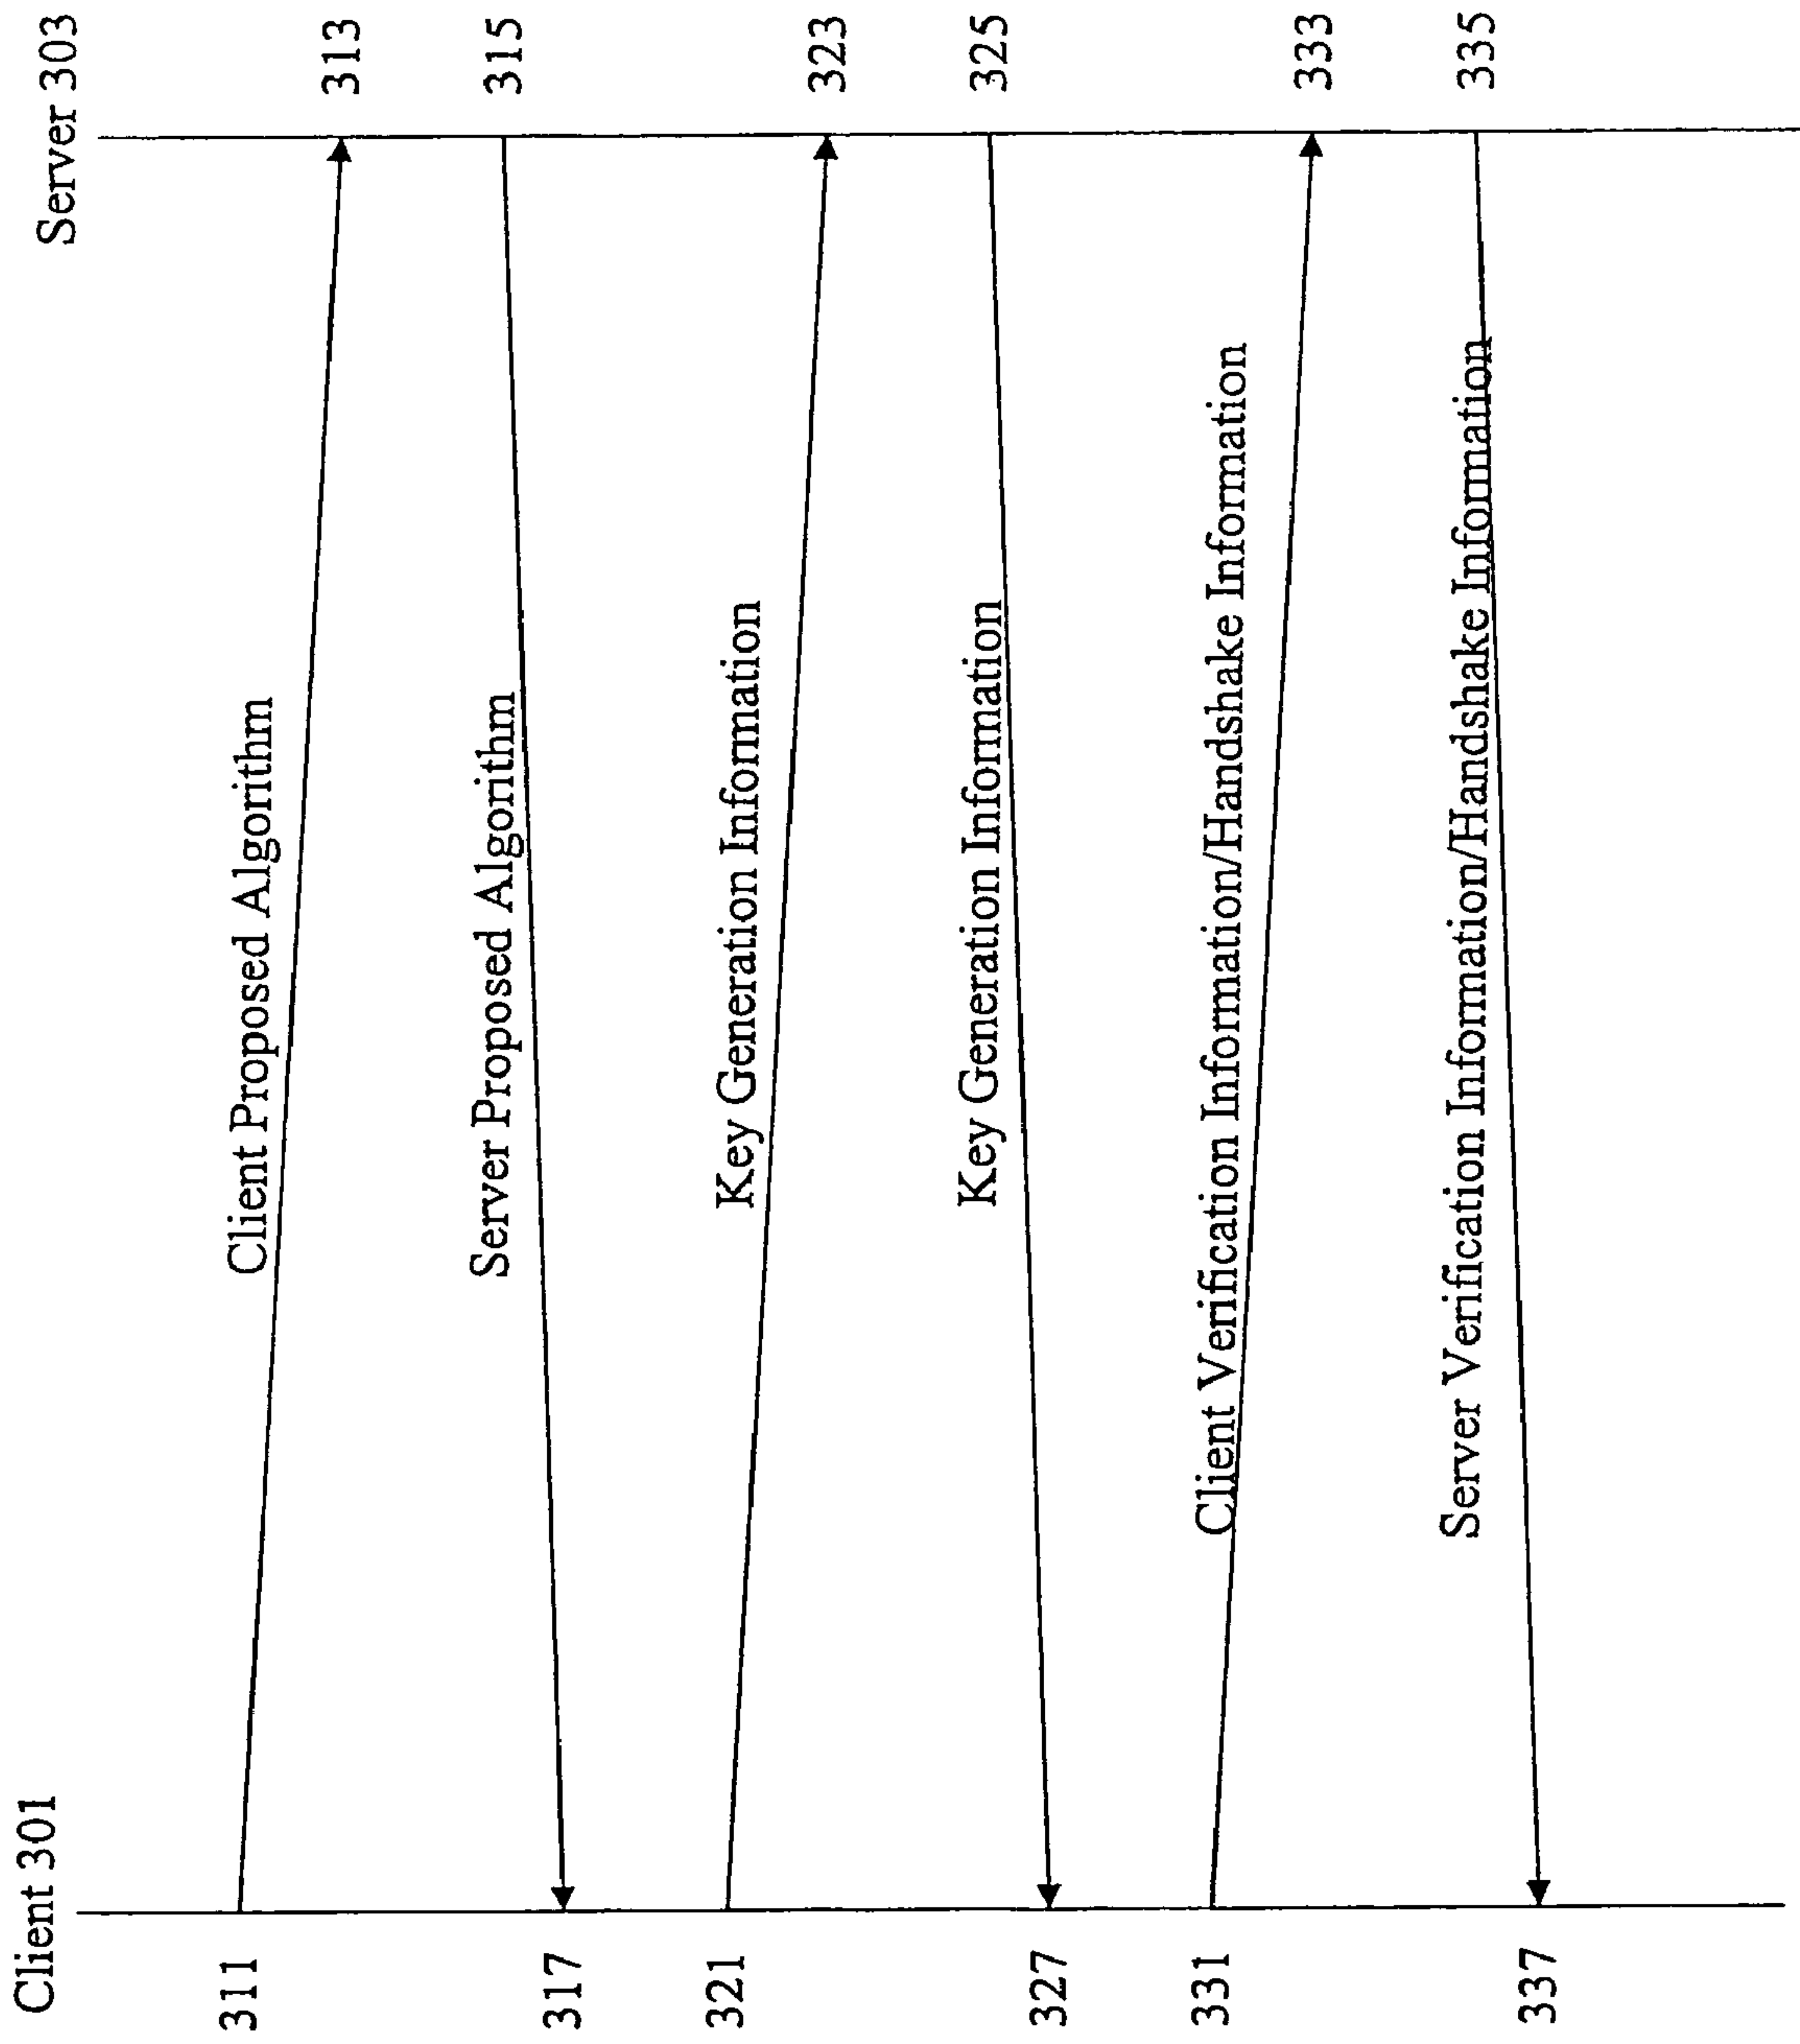 Client 301
Server 303
311
Client Proposed Algorithm
313
Server Proposed Algorithm
315
317
321
Key Generation Information
323
Key Generation Information
325
327
331
Client Verification Information/Handshake Information
333
Server Verification Information/Handshake Information
335
337